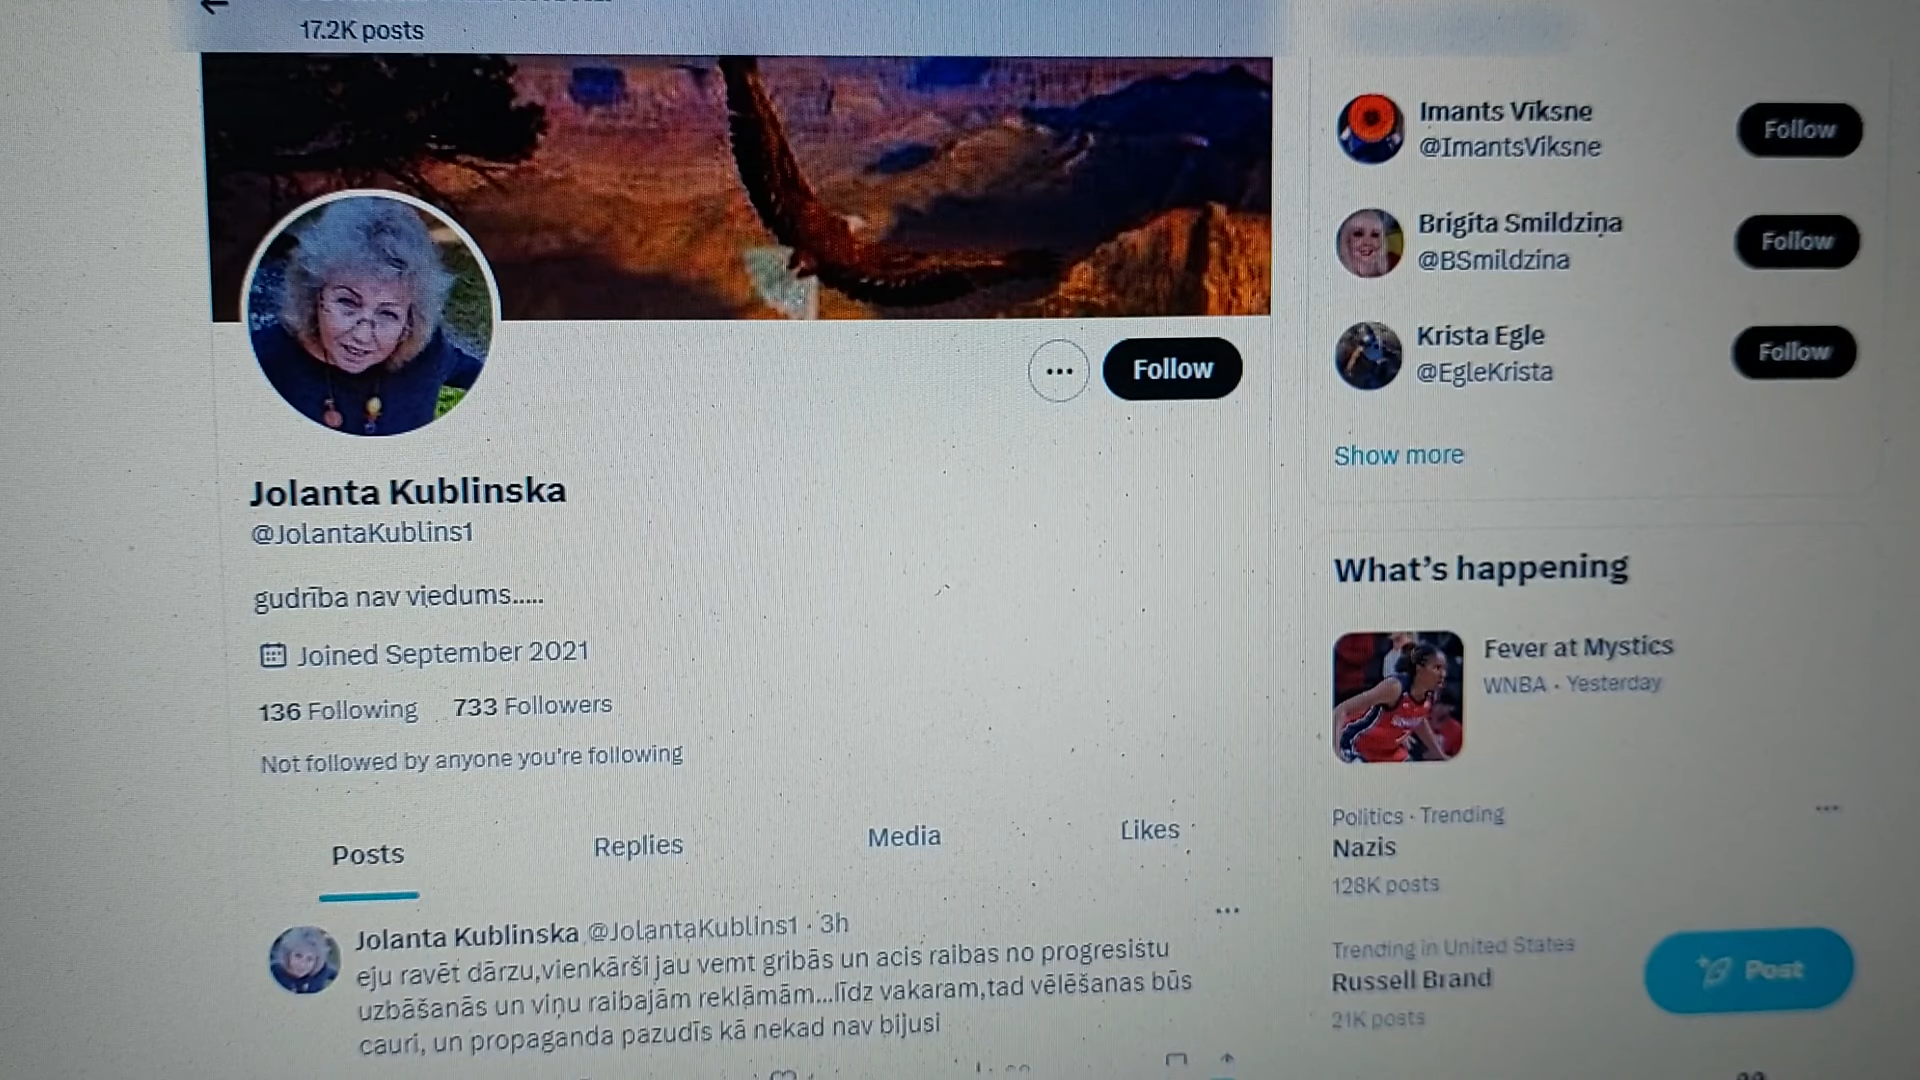 17.2K posts
Jolanta Kublinska
@JolantaKublins1
gudrība nav viedums.....
Joined September 2021
136 Following 733 Followers
Not followed by anyone you're following
Follow
Posts Replies Media Likes
Jolanta Kublinska @JolantaKublins1 · 3h
eju ravēt dārzu,vienkārši jau vemt gribās un acis raibas no progresistu
uzbāšanās un viņu raibajām reklāmām...līdz vakaram,tad vēlēšanas būs
cauri, un propaganda pazudīs kā nekad nav bijusi
Imants Vīksne
@ImantsVīksne
Follow
Brigita Smildziņa
@BSmildzina
Follow
Krista Egle
@EgleKrista
Follow
Show more
What's happening
Fever at Mystics
WNBA · Yesterday
Politics · Trending
Nazis
128K posts
Trending in United States
Russell Brand
21K posts
Post